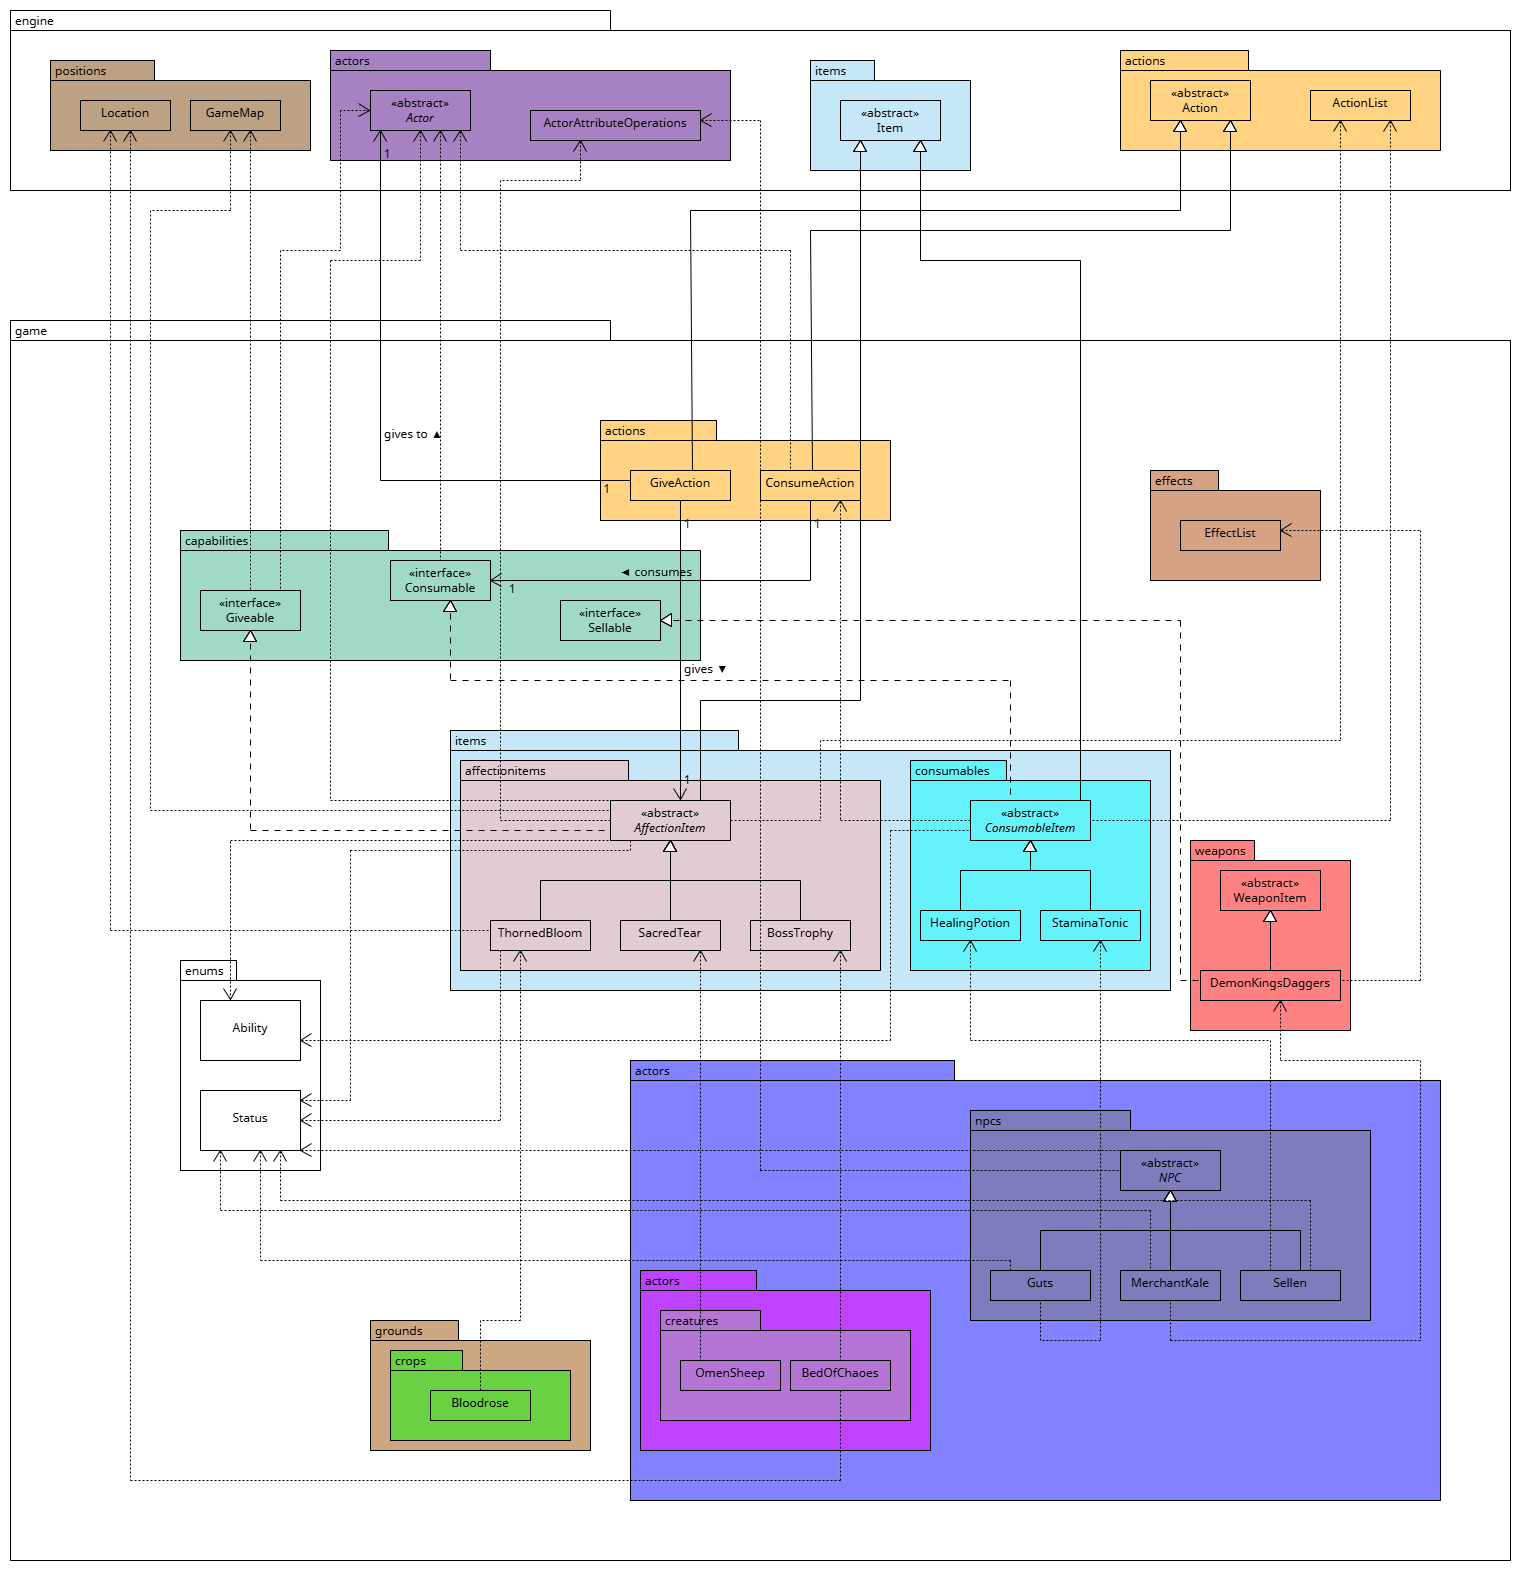 engine
positions
actors
items
actions
Location
GameMap
«abstract»
Actor
ActorAttributeOperations
«abstract»
Item
«abstract»
Action
ActionList
1
game
gives to ▲
actions
GiveAction
ConsumeAction
1
1
1
effects
EffectList
capabilities
«interface»
Giveable
«interface»
Consumable
1
◄ consumes
«interface»
Sellable
gives ▼
items
affectionitems
1
«abstract»
AffectionItem
ThornedBloom
SacredTear
BossTrophy
consumables
«abstract»
ConsumableItem
HealingPotion
StaminaTonic
weapons
«abstract»
WeaponItem
DemonKingsDaggers
enums
Ability
Status
actors
npcs
«abstract»
NPC
Guts
MerchantKale
Sellen
actors
creatures
OmenSheep
BedOfChaoes
grounds
crops
Bloodrose